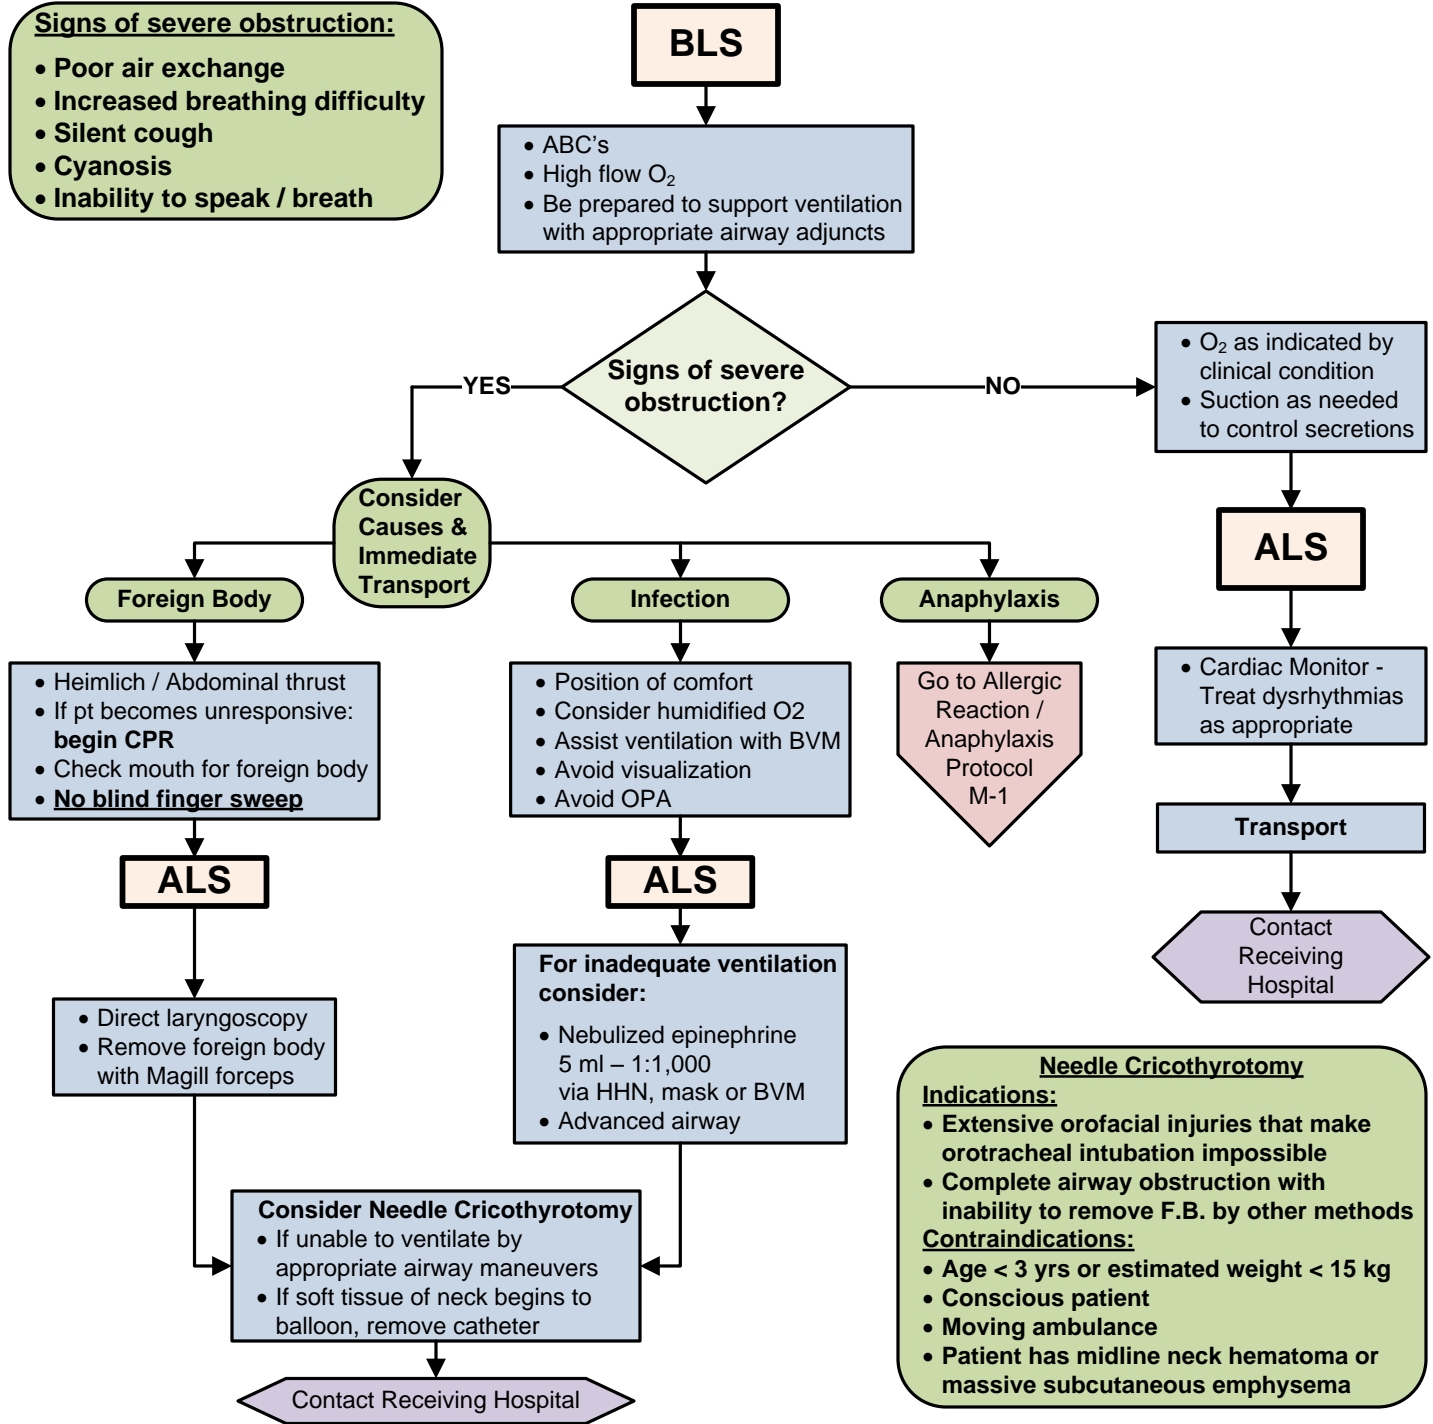 Signs of severe obstruction:
• Poor air exchange
• Increased breathing difficulty
• Silent cough
• Cyanosis
• Inability to speak / breath
BLS
• ABC’s
• High flow O₂
• Be prepared to support ventilation
with appropriate airway adjuncts
Signs of severe
obstruction?
YES
NO
• O₂ as indicated by
clinical condition
• Suction as needed
to control secretions
ALS
• Cardiac Monitor -
Treat dysrhythmias
as appropriate
Transport
Contact
Receiving
Hospital
Consider
Causes &
Immediate
Transport
Foreign Body
• Heimlich / Abdominal thrust
• If pt becomes unresponsive:
begin CPR
• Check mouth for foreign body
• No blind finger sweep
ALS
• Direct laryngoscopy
• Remove foreign body
with Magill forceps
Infection
• Position of comfort
• Consider humidified O2
• Assist ventilation with BVM
• Avoid visualization
• Avoid OPA
ALS
For inadequate ventilation
consider:
• Nebulized epinephrine
5 ml – 1:1,000
via HHN, mask or BVM
• Advanced airway
Anaphylaxis
Go to Allergic
Reaction /
Anaphylaxis
Protocol
M-1
Consider Needle Cricothyrotomy
• If unable to ventilate by
appropriate airway maneuvers
• If soft tissue of neck begins to
balloon, remove catheter
Contact Receiving Hospital
Needle Cricothyrotomy
Indications:
• Extensive orofacial injuries that make
orotracheal intubation impossible
• Complete airway obstruction with
inability to remove F.B. by other methods
Contraindications:
• Age < 3 yrs or estimated weight < 15 kg
• Conscious patient
• Moving ambulance
• Patient has midline neck hematoma or
massive subcutaneous emphysema